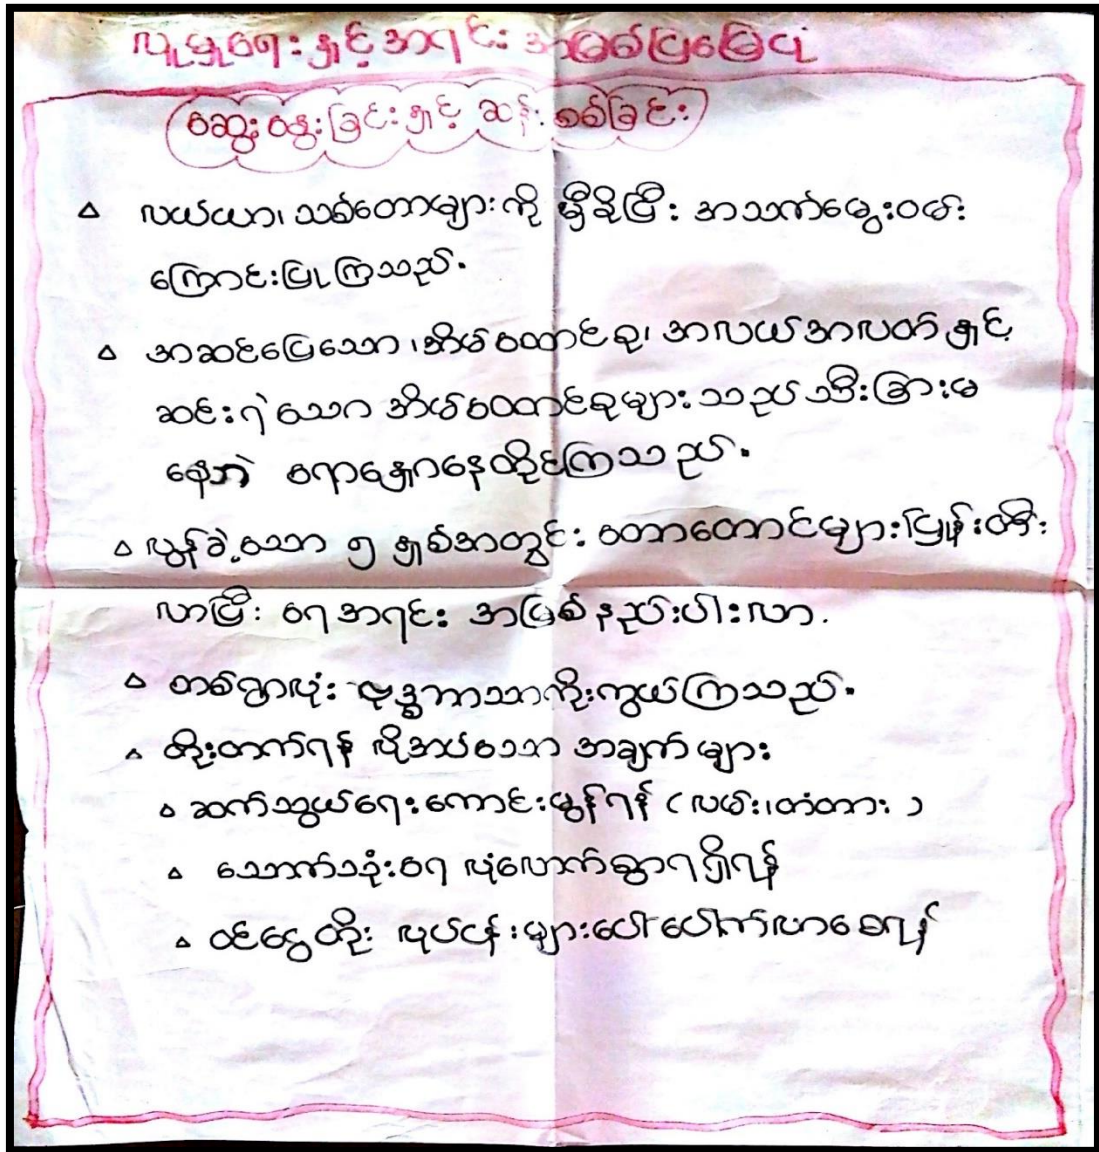 လူမှုရေးနှင့်အရင်းအမြစ်ပြမြေပုံ
ဆွေးနွေးခြင်းနှင့် ဆန်းစစ်ခြင်း
လယ်ယာ၊ သစ်တောများကို မှီခိုပြီး အသက်မွေးဝမ်း
ကြောင်းပြုကြသည်။
အဆင်ပြေသော၊အိမ်ထောင်စု၊ အလယ်အလတ်နှင့်
ဆင်းရဲသော အိမ်ထောင်စုများသည် သီးခြားမ
နေဘဲ ရောနှောနေထိုင်ကြသည်။
လွန်ခဲ့သော ၅ နှစ်အတွင်း တောတောင်များပြုန်းတီး
လာပြီး ရေအရင်းအမြစ်နည်းပါးလာ.
တစ်ရွာလုံး ဗုဒ္ဓဘာသာကိုးကွယ်ကြသည်။
တိုးတက်ရန် လိုအပ်သော အချက်များ
ဆက်သွယ်ရေးကောင်းမွန်ရန် (လမ်း၊တံတား)
သောက်သုံးရေ လုံလောက်စွာရရှိရန်
ဝင်ငွေတိုး လုပ်ငန်းများပေါ်ပေါက်လာစေရန်